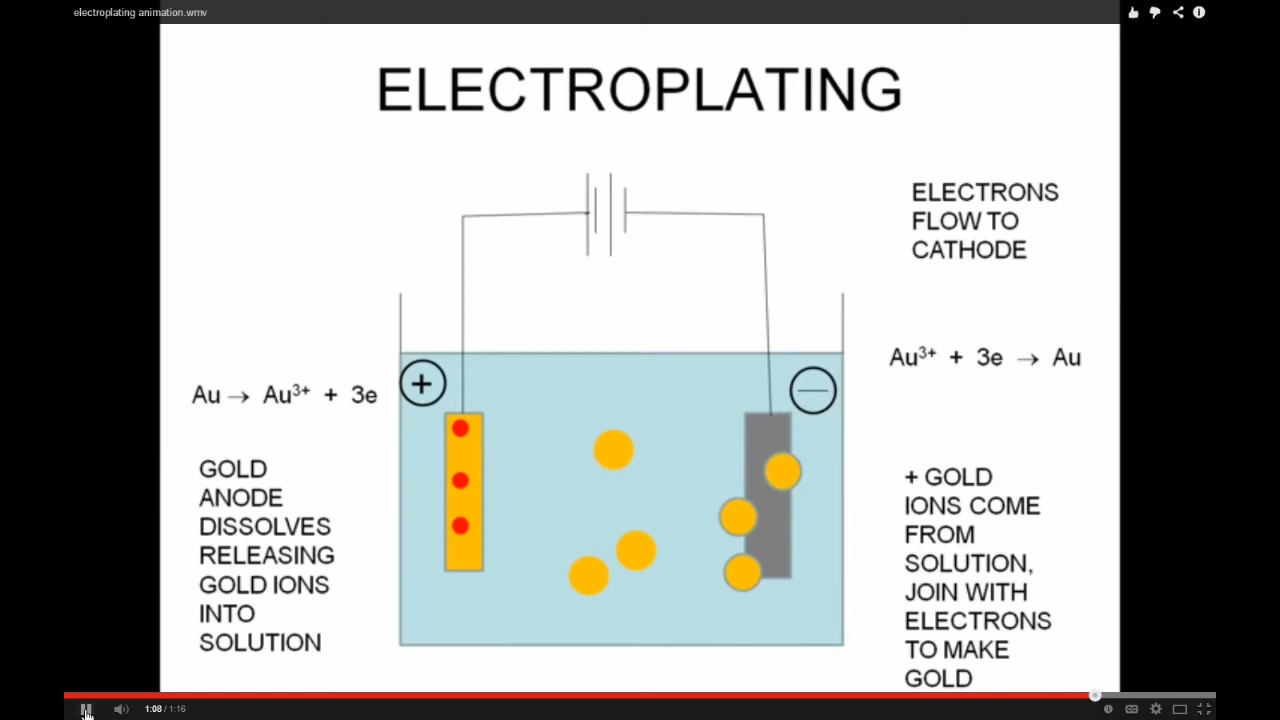 electroplating animation.wmv
ELECTROPLATING
ELECTRONS
FLOW TO
CATHODE
Au³⁺ + 3e → Au
+
—
Au → Au³⁺ + 3e
GOLD
ANODE
DISSOLVES
RELEASING
GOLD IONS
INTO
SOLUTION
+ GOLD
IONS COME
FROM
SOLUTION,
JOIN WITH
ELECTRONS
TO MAKE
GOLD
1:08 / 1:16